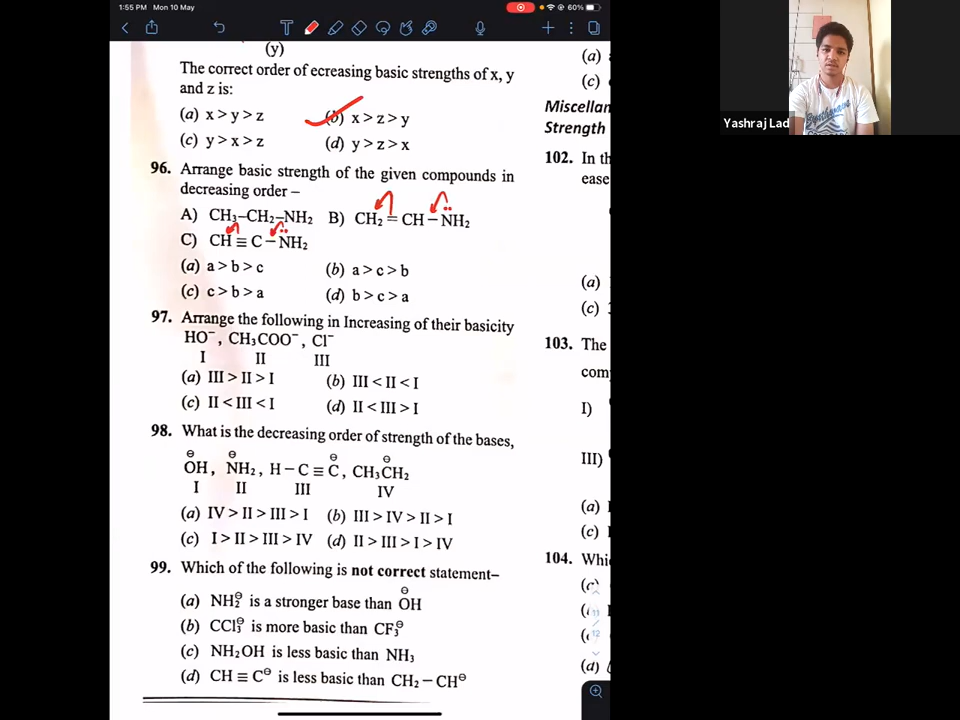 1:55 PM Mon 10 May
60%
(y)
The correct order of ecreasing basic strengths of x, y
and z is:
(a) x > y > z (b) x > z > y
(c) y > x > z (d) y > z > x
96. Arrange basic strength of the given compounds in
decreasing order –
A) CH₃–CH₂–NH₂ B) CH₂ = CH – N̈H₂
C) CH ≡ C – N̈H₂
(a) a > b > c (b) a > c > b
(c) c > b > a (d) b > c > a
97. Arrange the following in Increasing of their basicity
HO⁻, CH₃COO⁻, Cl⁻
I II III
(a) III > II > I (b) III < II < I
(c) II < III < I (d) II < III > I
98. What is the decreasing order of strength of the bases,
⊖ ⊖ ⊖ ⊖
OH, NH₂, H – C ≡ C, CH₃CH₂
I II III IV
(a) IV > II > III > I (b) III > IV > II > I
(c) I > II > III > IV (d) II > III > I > IV
99. Which of the following is not correct statement–
(a) NH₂⊖ is a stronger base than ⊖OH
(b) CCl₃⊖ is more basic than CF₃⊖
(c) NH₂OH is less basic than NH₃
(d) CH ≡ C⊖ is less basic than CH₂ – CH⊖
(a)
(c)
Miscellan
Strength
102. In th
ease
(a)
(c)
103. The
com
I)
III)
(a)
(c)
104. Whi
11
12
(a)
Yashraj Lad